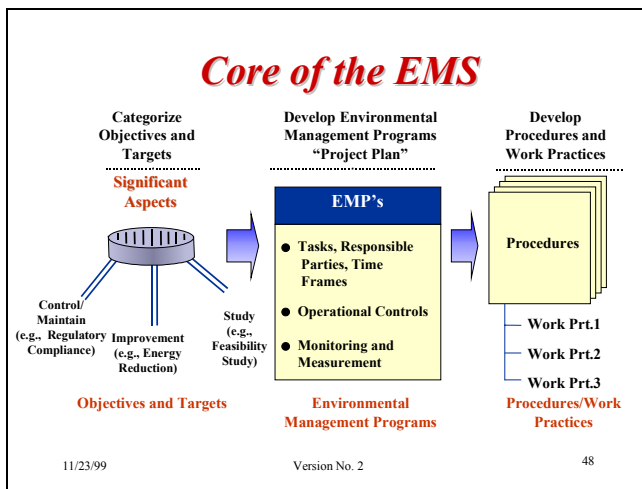 Core of the EMS
Categorize
Objectives and
Targets
Significant
Aspects
Control/
Maintain
(e.g., Regulatory
Compliance)
Improvement
(e.g., Energy
Reduction)
Study
(e.g.,
Feasibility
Study)
Objectives and Targets
Develop Environmental
Management Programs
“Project Plan”
EMP's
● Tasks, Responsible
Parties, Time
Frames
● Operational Controls
● Monitoring and
Measurement
Environmental
Management Programs
Develop
Procedures and
Work Practices
Procedures
Work Prt.1
Work Prt.2
Work Prt.3
Procedures/Work
Practices
11/23/99
Version No. 2
48